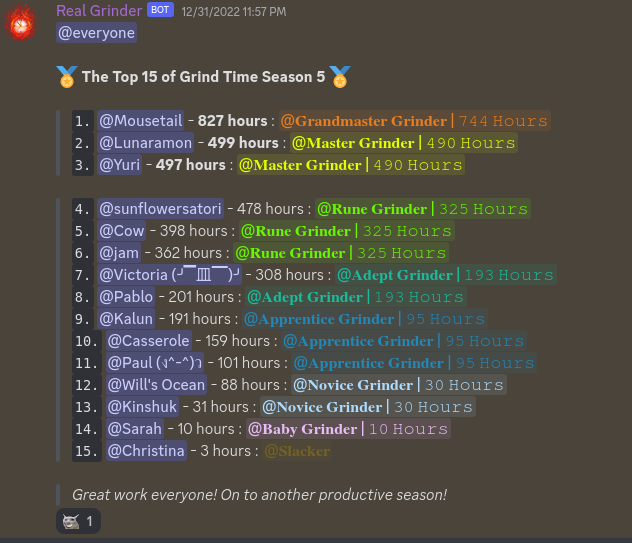 Real Grinder BOT 12/31/2022 11:57 PM
@everyone
🏅 The Top 15 of Grind Time Season 5 🏅
1. @Mousetail - 827 hours : @Grandmaster Grinder | 744 Hours
2. @Lunaramon - 499 hours : @Master Grinder | 490 Hours
3. @Yuri - 497 hours : @Master Grinder | 490 Hours
4. @sunflowersatori - 478 hours : @Rune Grinder | 325 Hours
5. @Cow - 398 hours : @Rune Grinder | 325 Hours
6. @jam - 362 hours : @Rune Grinder | 325 Hours
7. @Victoria (╯▔皿▔)╯ - 308 hours : @Adept Grinder | 193 Hours
8. @Pablo - 201 hours : @Adept Grinder | 193 Hours
9. @Kalun - 191 hours : @Apprentice Grinder | 95 Hours
10. @Casserole - 159 hours : @Apprentice Grinder | 95 Hours
11. @Paul (ง^-^)ว - 101 hours : @Apprentice Grinder | 95 Hours
12. @Will's Ocean - 88 hours : @Novice Grinder | 30 Hours
13. @Kinshuk - 31 hours : @Novice Grinder | 30 Hours
14. @Sarah - 10 hours : @Baby Grinder | 10 Hours
15. @Christina - 3 hours : @Slacker
Great work everyone! On to another productive season!
1